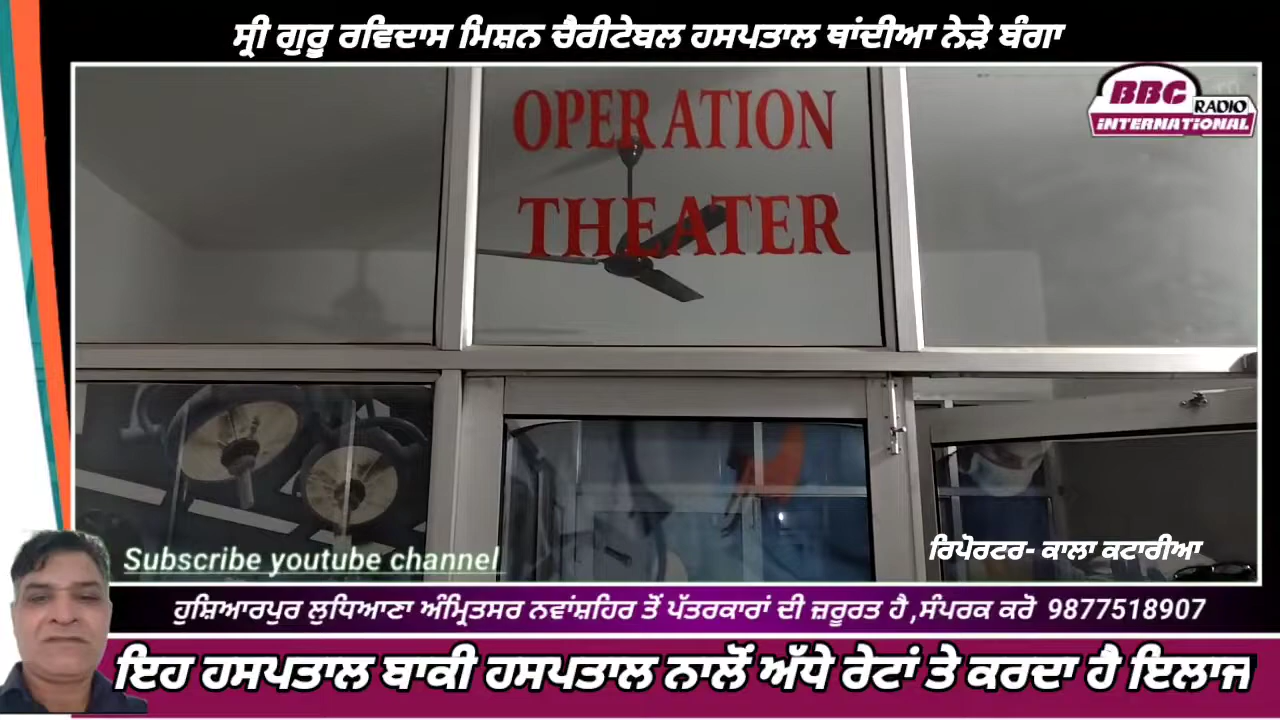 ਸ੍ਰੀ ਗੁਰੂ ਰਵਿਦਾਸ ਮਿਸ਼ਨ ਚੈਰੀਟੇਬਲ ਹਸਪਤਾਲ ਥਾਂਦੀਆ ਨੇੜੇ ਬੰਗਾ
BBC RADIO
INTERNATIONAL
OPERATION
THEATER
ਰਿਪੋਰਟਰ- ਕਾਲਾ ਕਟਾਰੀਆ
Subscribe youtube channel
ਹੁਸ਼ਿਆਰਪੁਰ ਲੁਧਿਆਣਾ ਅੰਮ੍ਰਿਤਸਰ ਨਵਾਂਸ਼ਹਿਰ ਤੋਂ ਪੱਤਰਕਾਰਾਂ ਦੀ ਜ਼ਰੂਰਤ ਹੈ ,ਸੰਪਰਕ ਕਰੋ 9877518907
ਇਹ ਹਸਪਤਾਲ ਬਾਕੀ ਹਸਪਤਾਲ ਨਾਲੋਂ ਅੱਧੇ ਰੇਟਾਂ ਤੇ ਕਰਦਾ ਹੈ ਇਲਾਜ